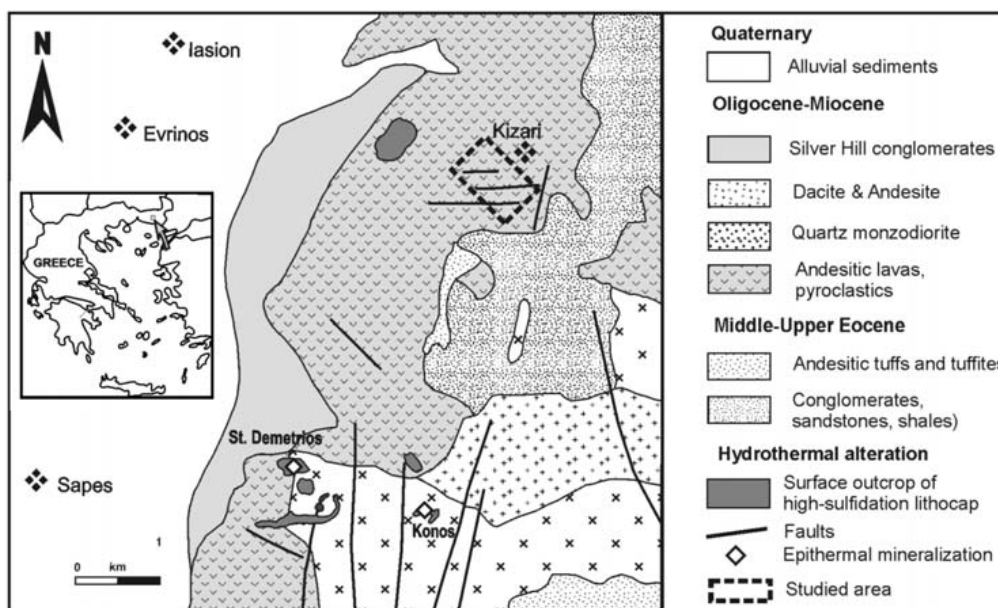 N
Iasion
Evrinos
Kizari
GREECE
St. Demetrios
Sapes
Konos
1
0 km
Quaternary
Alluvial sediments
Oligocene-Miocene
Silver Hill conglomerates
Dacite & Andesite
Quartz monzodiorite
Andesitic lavas,
pyroclastics
Middle-Upper Eocene
Andesitic tuffs and tuffites
Conglomerates,
sandstones, shales)
Hydrothermal alteration
Surface outcrop of
high-sulfidation lithocap
Faults
Epithermal mineralization
Studied area